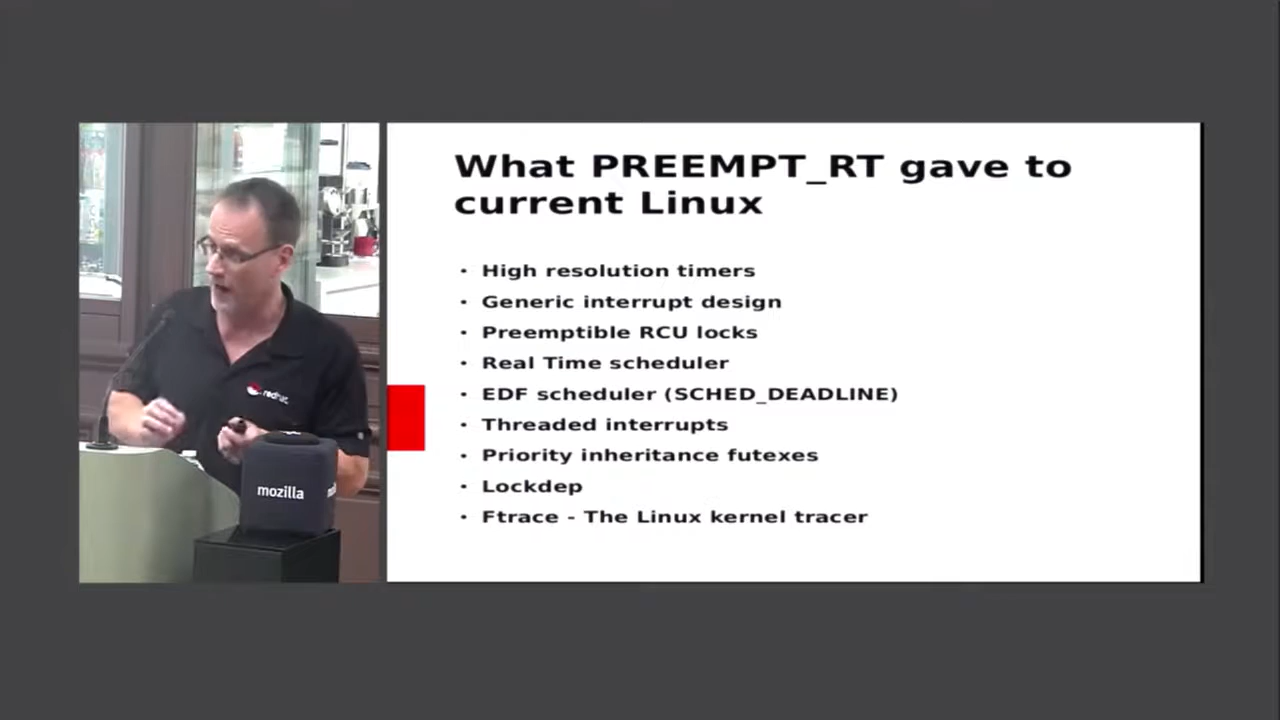 What PREEMPT_RT gave to
current Linux
• High resolution timers
• Generic interrupt design
• Preemptible RCU locks
• Real Time scheduler
• EDF scheduler (SCHED_DEADLINE)
• Threaded interrupts
• Priority inheritance futexes
• Lockdep
• Ftrace - The Linux kernel tracer
redhat.
mozilla